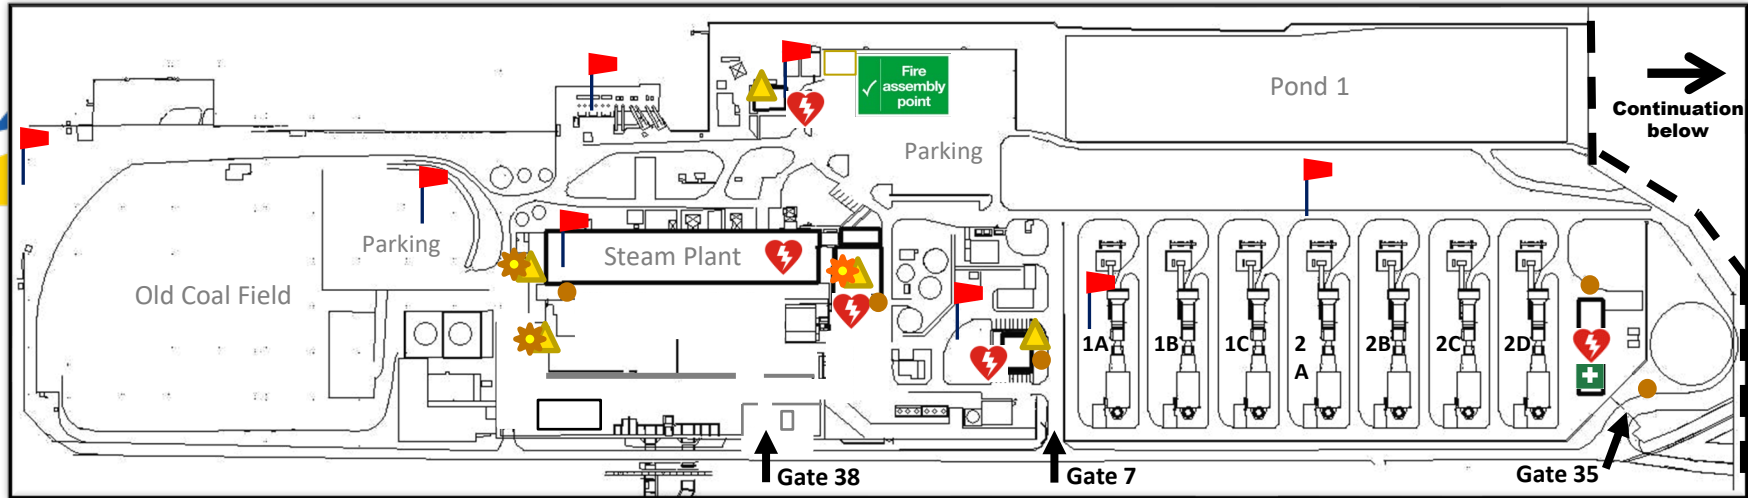 Fire
assembly
point
Pond 1
Continuation
below
Parking
Parking
Steam Plant
Old Coal Field
1A
1B
1C
2
A
2B
2C
2D
Gate 38
Gate 7
Gate 35